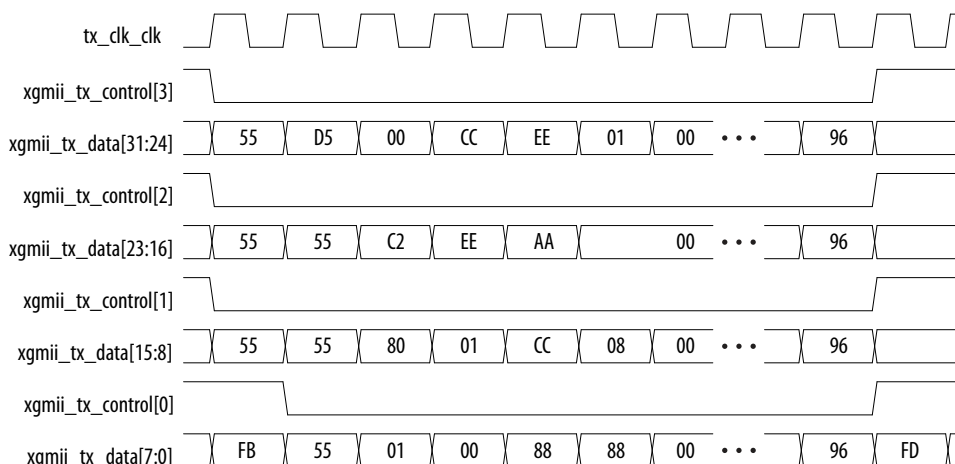 tx_clk_clk
xgmii_tx_control[3]
xgmii_tx_data[31:24] 55 D5 00 CC EE 01 00 • • • 96
xgmii_tx_control[2]
xgmii_tx_data[23:16] 55 55 C2 EE AA 00 • • • 96
xgmii_tx_control[1]
xgmii_tx_data[15:8] 55 55 80 01 CC 08 00 • • • 96
xgmii_tx_control[0]
xgmii_tx_data[7:0] FB 55 01 00 88 88 00 • • • 96 FD